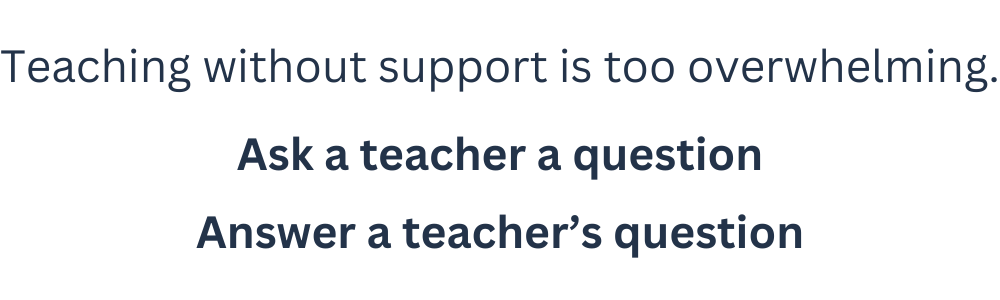 Teaching without support is too overwhelming.
Ask a teacher a question
Answer a teacher’s question